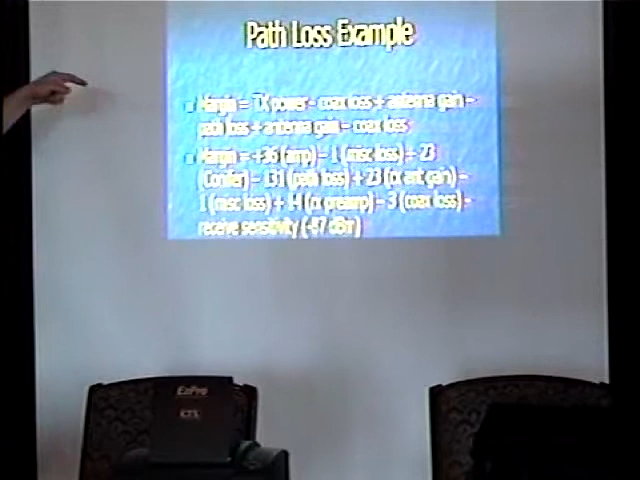 Path Loss Example
Margin = TX power - coax loss + antenna gain -
path loss + antenna gain - coax loss
Margin = +36 (amp) - 1 (misc loss) + 23
(Conifer) - 131 (path loss) + 23 (rx ant gain) -
1 (misc loss) + 14 (rx preamp) - 3 (coax loss) -
receive sensitivity (-87 dBm)
EzPro